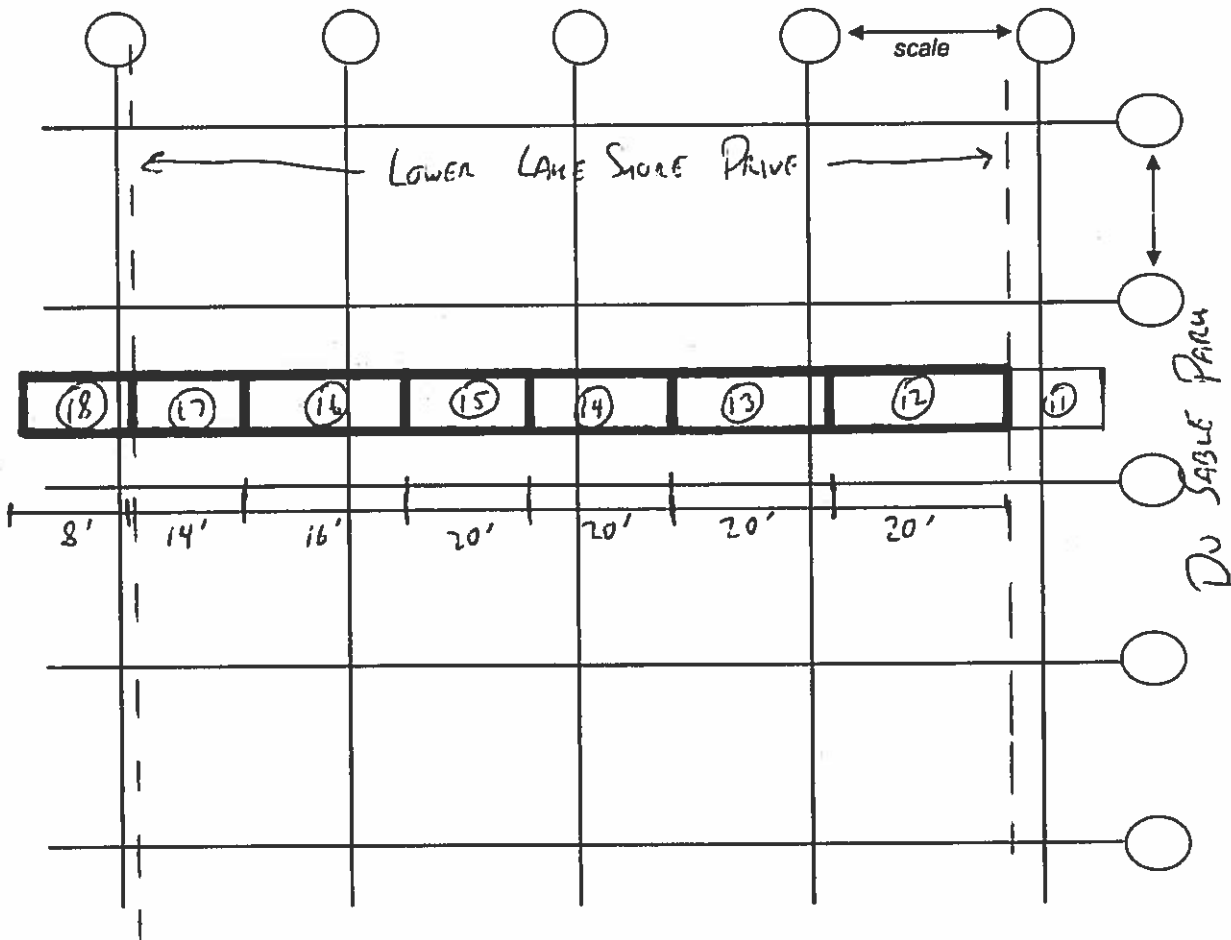 scale
LOWER LAKE SHORE DRIVE
18 17 16 15 14 13 12 11
8' 14' 16' 20' 20' 20' 20'
DU SABLE PARK